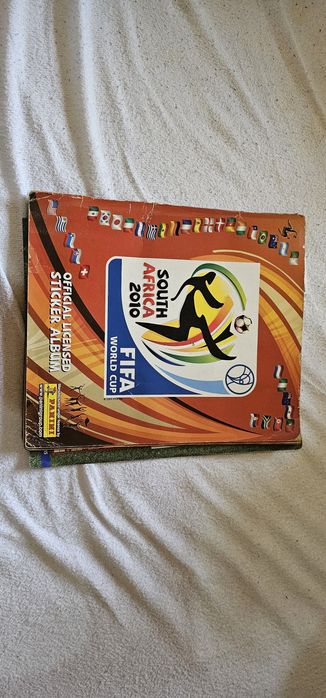 OFFICIAL LICENSED
STICKER ALBUM
SOUTH
AFRICA
2010
FIFA
WORLD CUP
PANINI